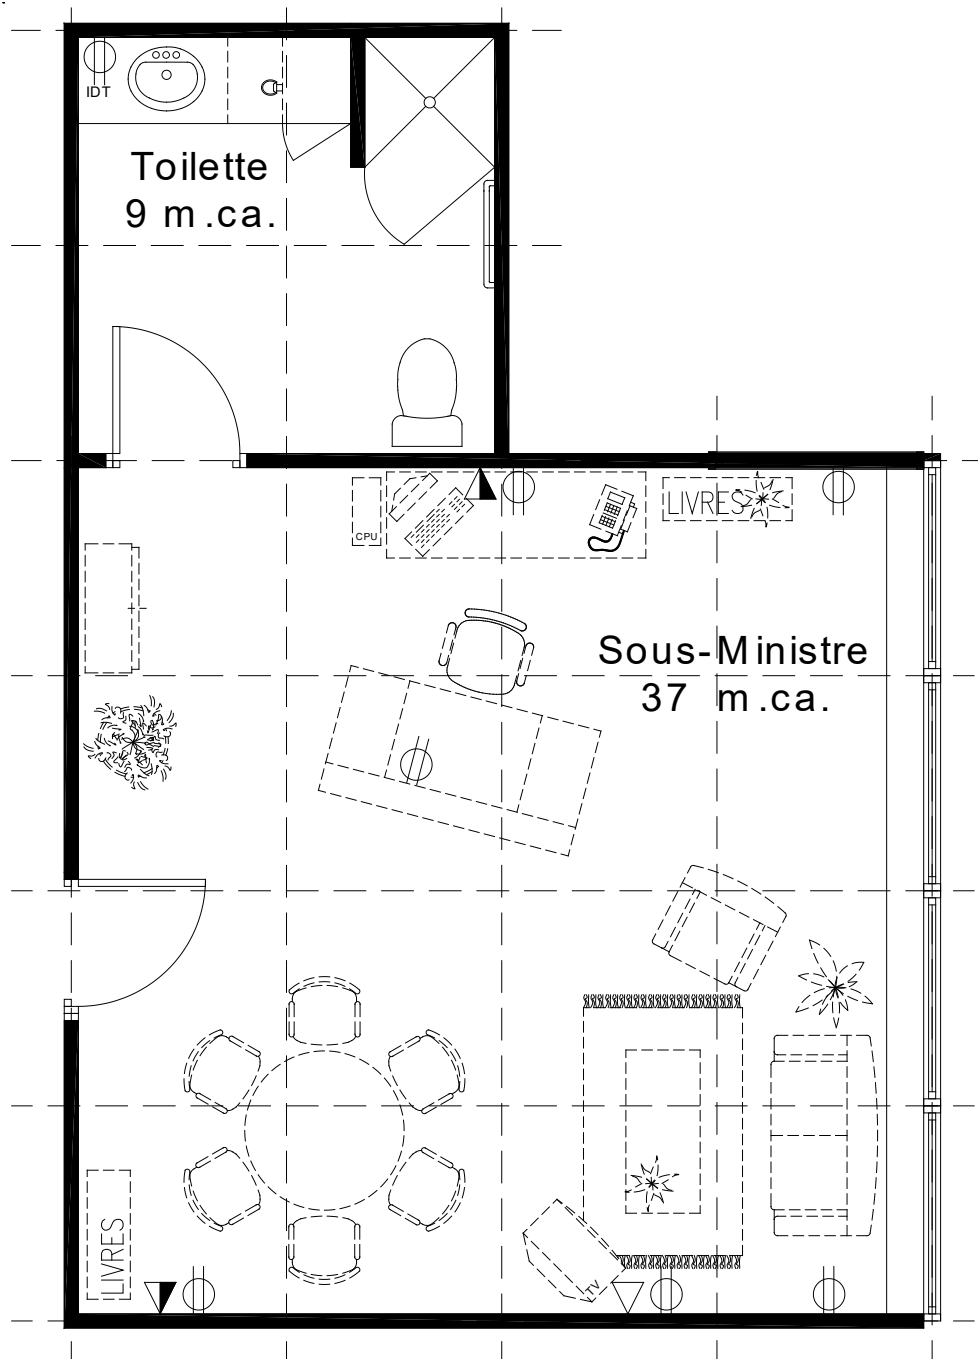 IDT
Toilette
9 m.ca.
CPU
LIVRES
Sous-Ministre
37 m.ca.
LIVRES
TV